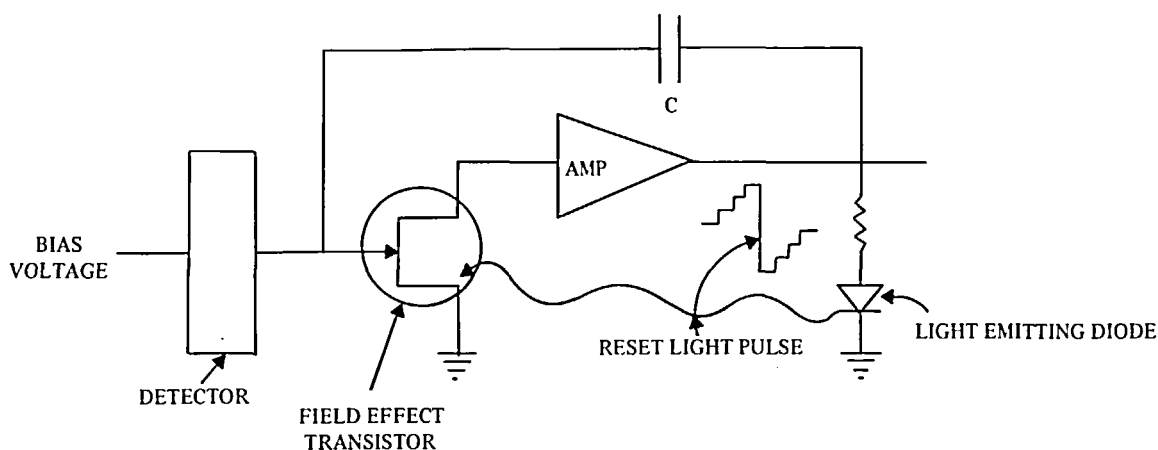 C
AMP
BIAS
VOLTAGE
RESET LIGHT PULSE
LIGHT EMITTING DIODE
DETECTOR
FIELD EFFECT
TRANSISTOR